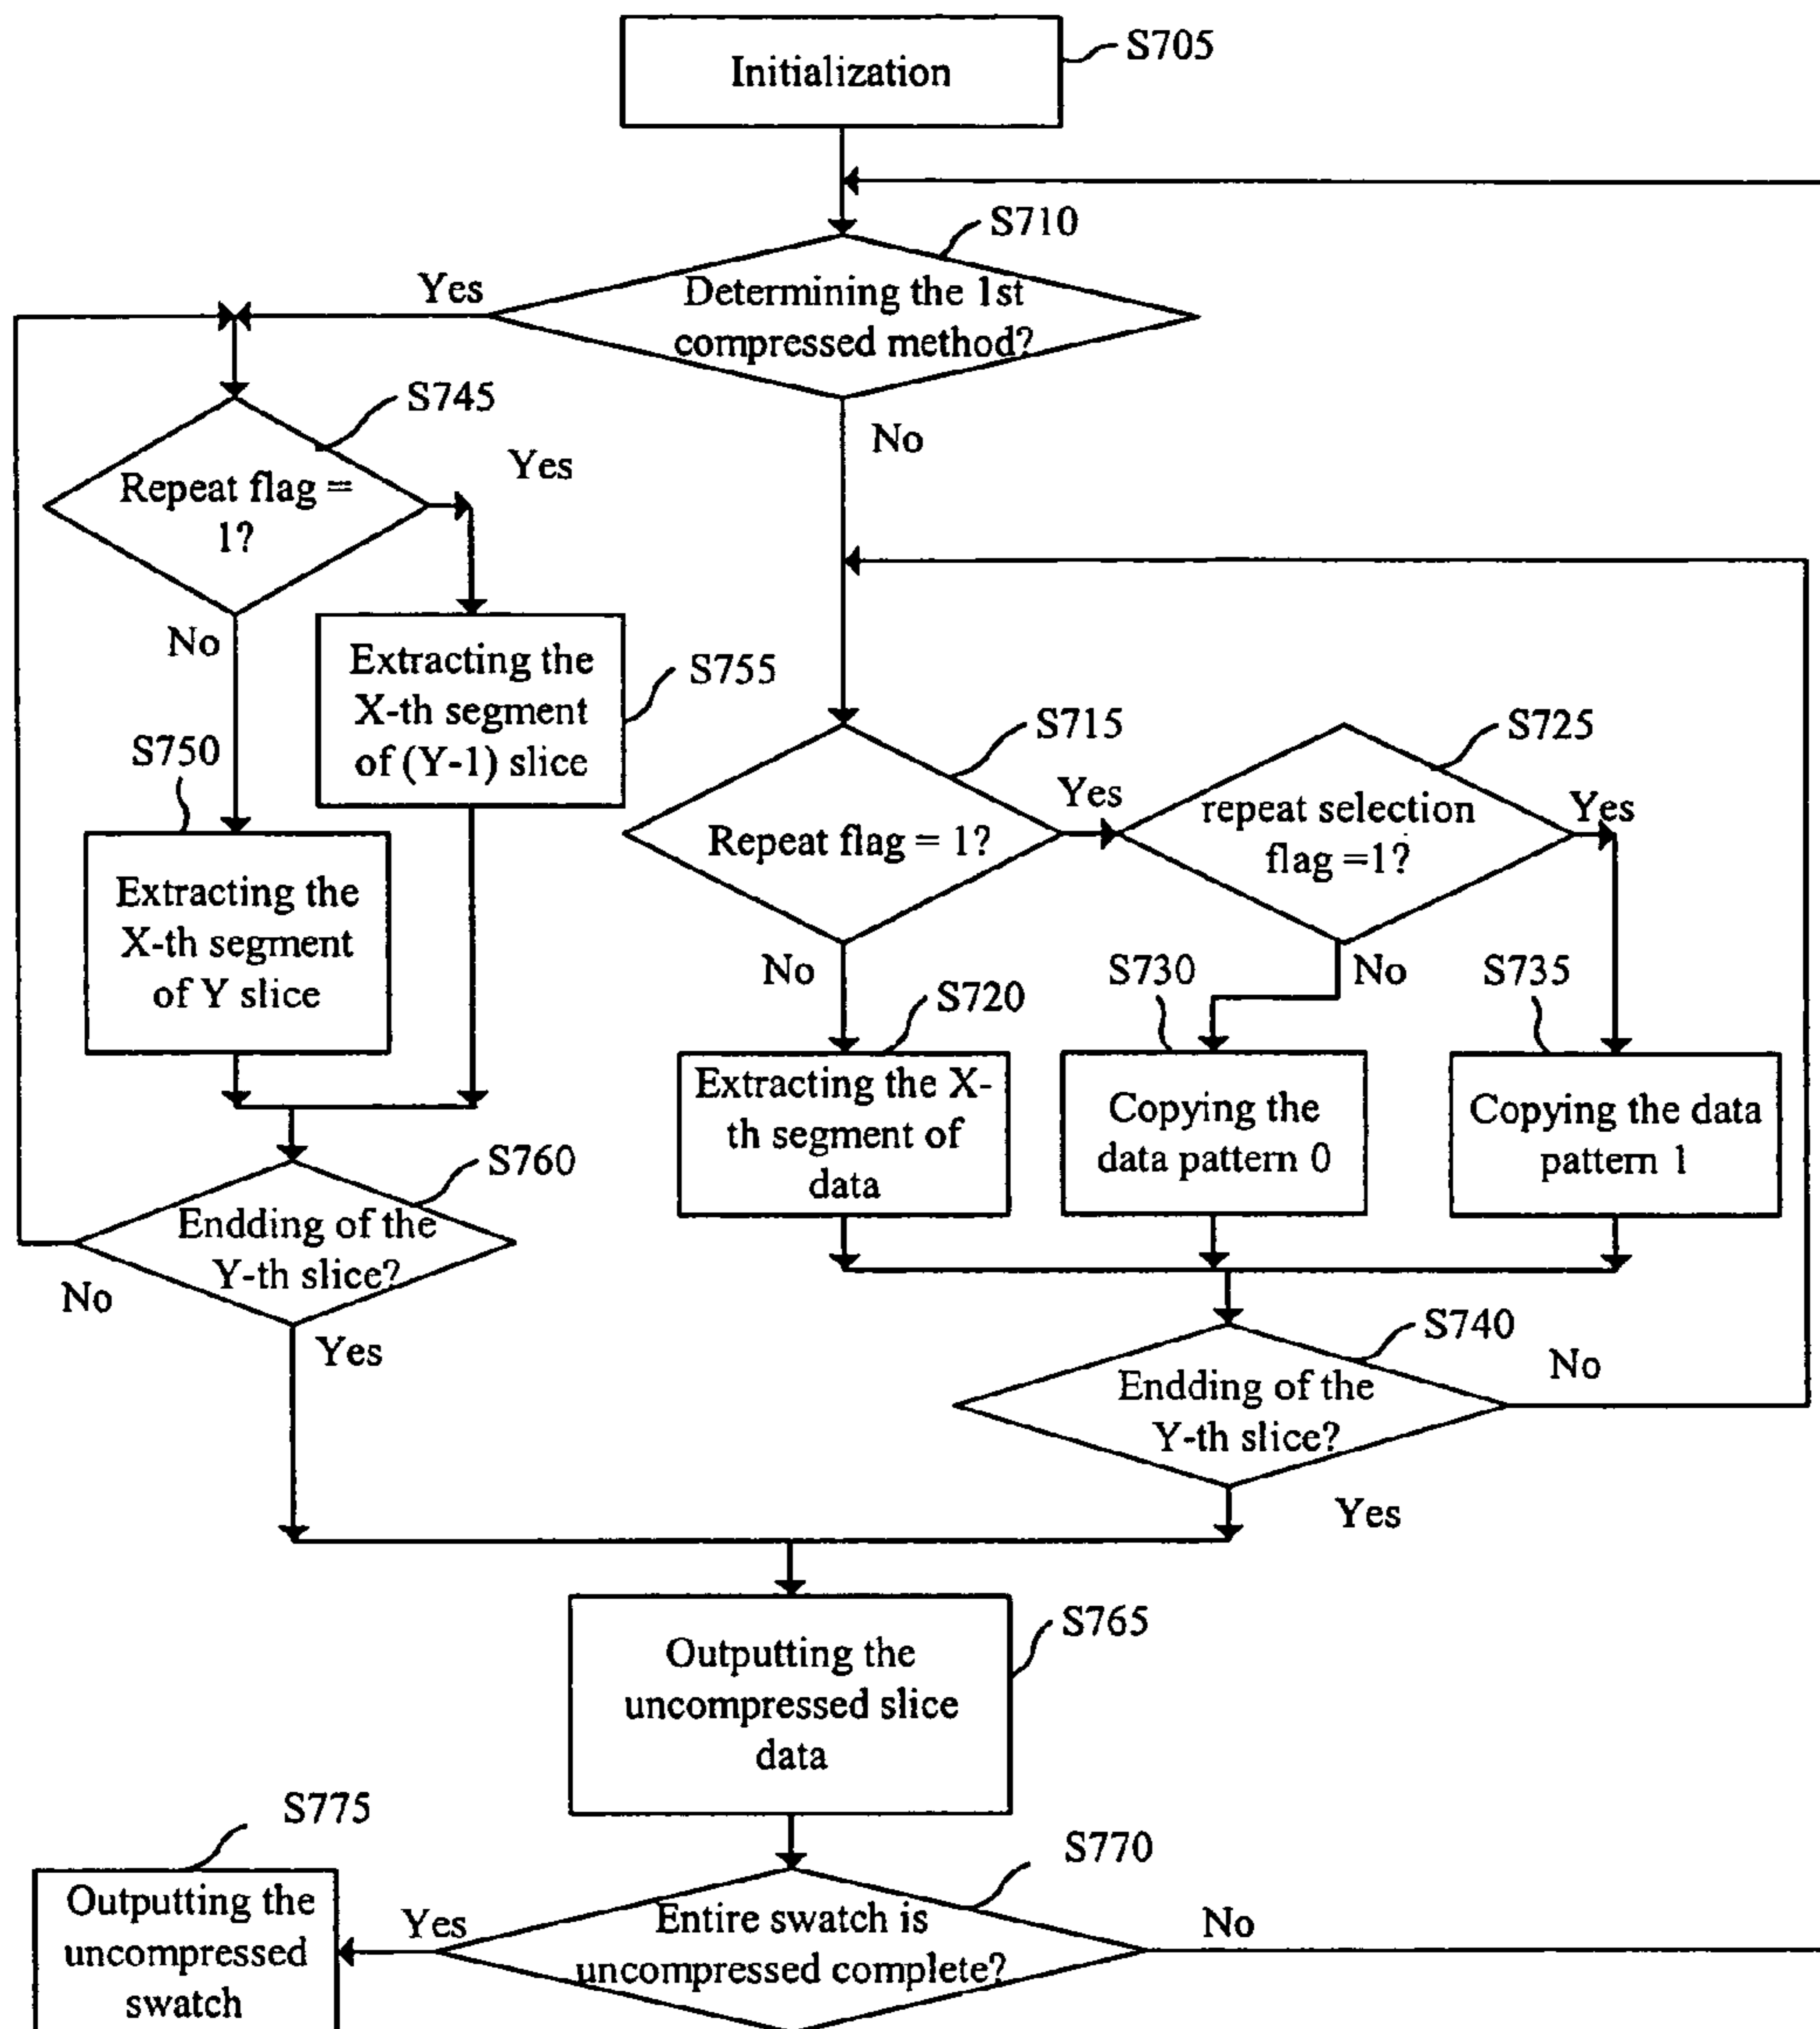 Initialization
S705
S710
Yes
Determining the 1st
compressed method?
No
S745
Repeat flag =
1?
Yes
No
Extracting the
X-th segment
of (Y-1) slice
S755
S750
Extracting the
X-th segment
of Y slice
S715
Repeat flag = 1?
Yes
S725
repeat selection
flag =1?
Yes
No
S720
Extracting the X-
th segment of
data
S730
No
Copying the
data pattern 0
S735
Copying the data
pattern 1
S760
Endding of the
Y-th slice?
No
Yes
S740
Endding of the
Y-th slice?
No
Yes
S765
Outputting the
uncompressed slice
data
S775
Outputting the
uncompressed
swatch
Yes
S770
Entire swatch is
uncompressed complete?
No